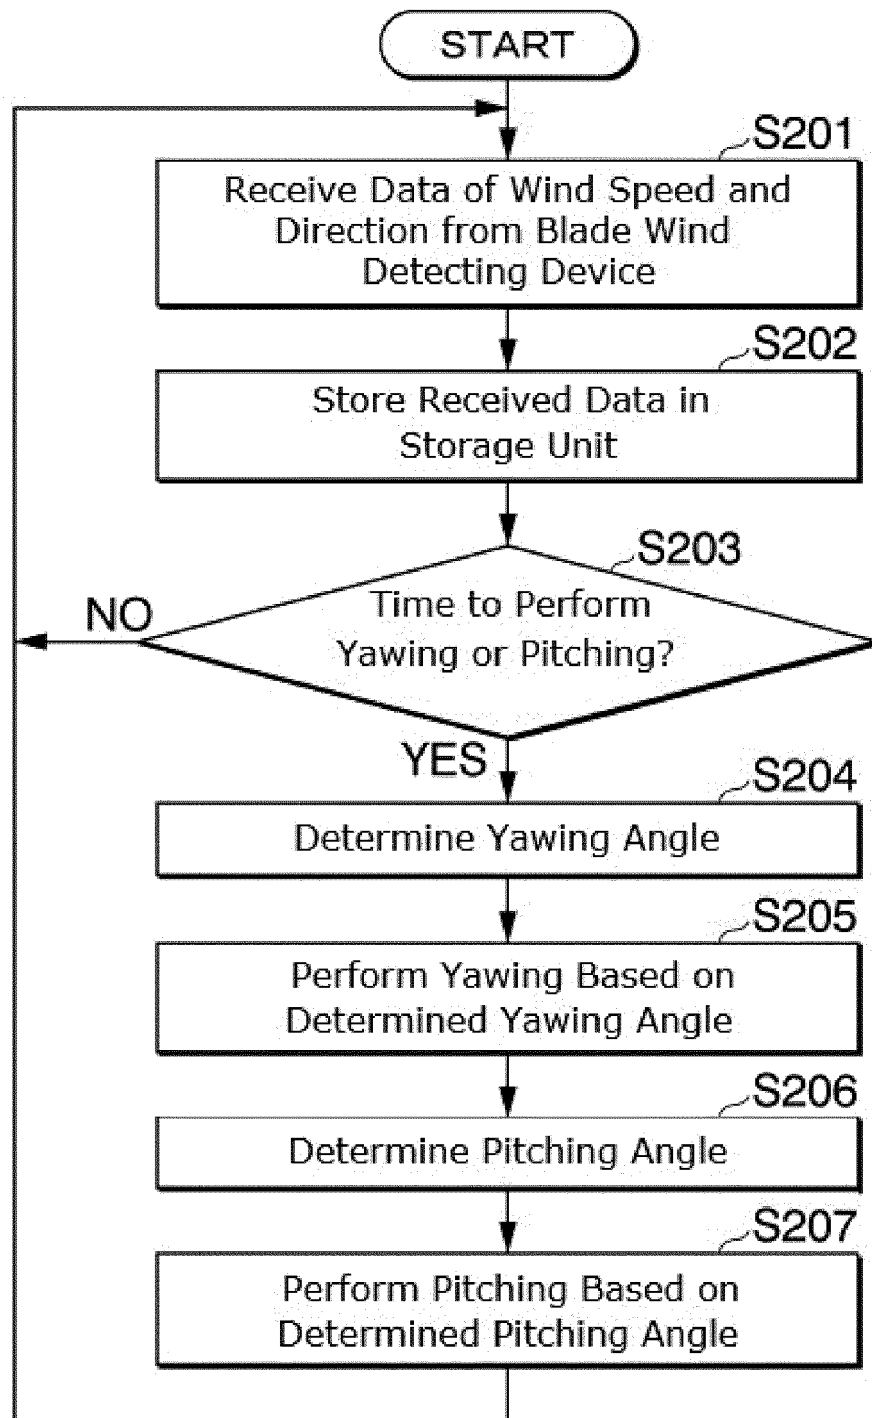 START
S201
Receive Data of Wind Speed and
Direction from Blade Wind
Detecting Device
S202
Store Received Data in
Storage Unit
S203
Time to Perform
Yawing or Pitching?
NO
YES
S204
Determine Yawing Angle
S205
Perform Yawing Based on
Determined Yawing Angle
S206
Determine Pitching Angle
S207
Perform Pitching Based on
Determined Pitching Angle